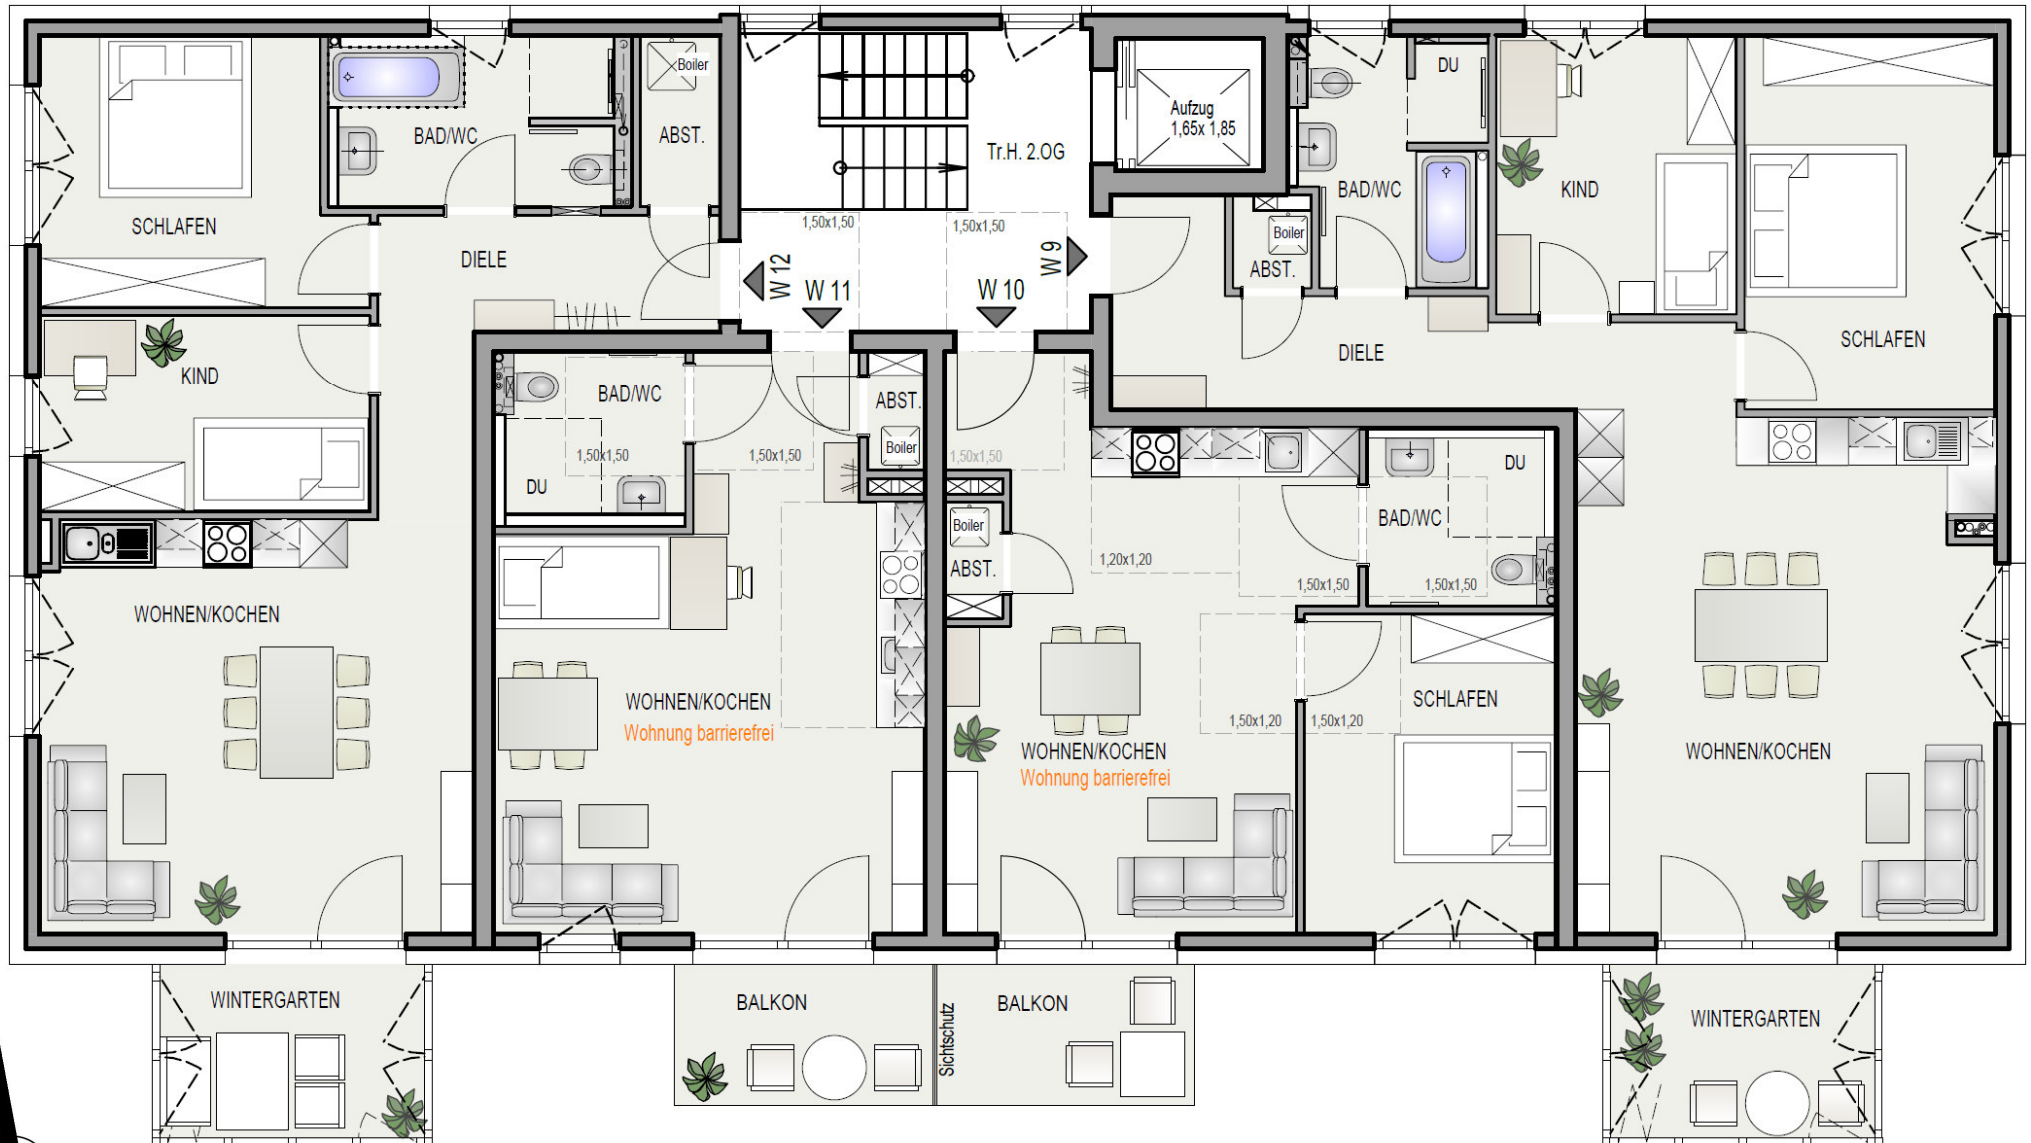 Boiler
DU
Aufzug
1,65x 1,85
BAD/WC
ABST.
Tr.H. 2.OG
SCHLAFEN
BAD/WC
KIND
1,50x1,50
1,50x1,50
Boiler
DIELE
ABST.
W 12
W 11
W 10
W 9
SCHLAFEN
DIELE
KIND
BAD/WC
ABST.
Boiler
1,50x1,50
1,50x1,50
1,50x1,50
DU
DU
Boiler
BAD/WC
ABST.
1,20x1,20
1,50x1,50
1,50x1,50
WOHNEN/KOCHEN
WOHNEN/KOCHEN
Wohnung barrierefrei
SCHLAFEN
1,50x1,20
1,50x1,20
WOHNEN/KOCHEN
Wohnung barrierefrei
WOHNEN/KOCHEN
WINTERGARTEN
BALKON
Sichtschutz
BALKON
WINTERGARTEN